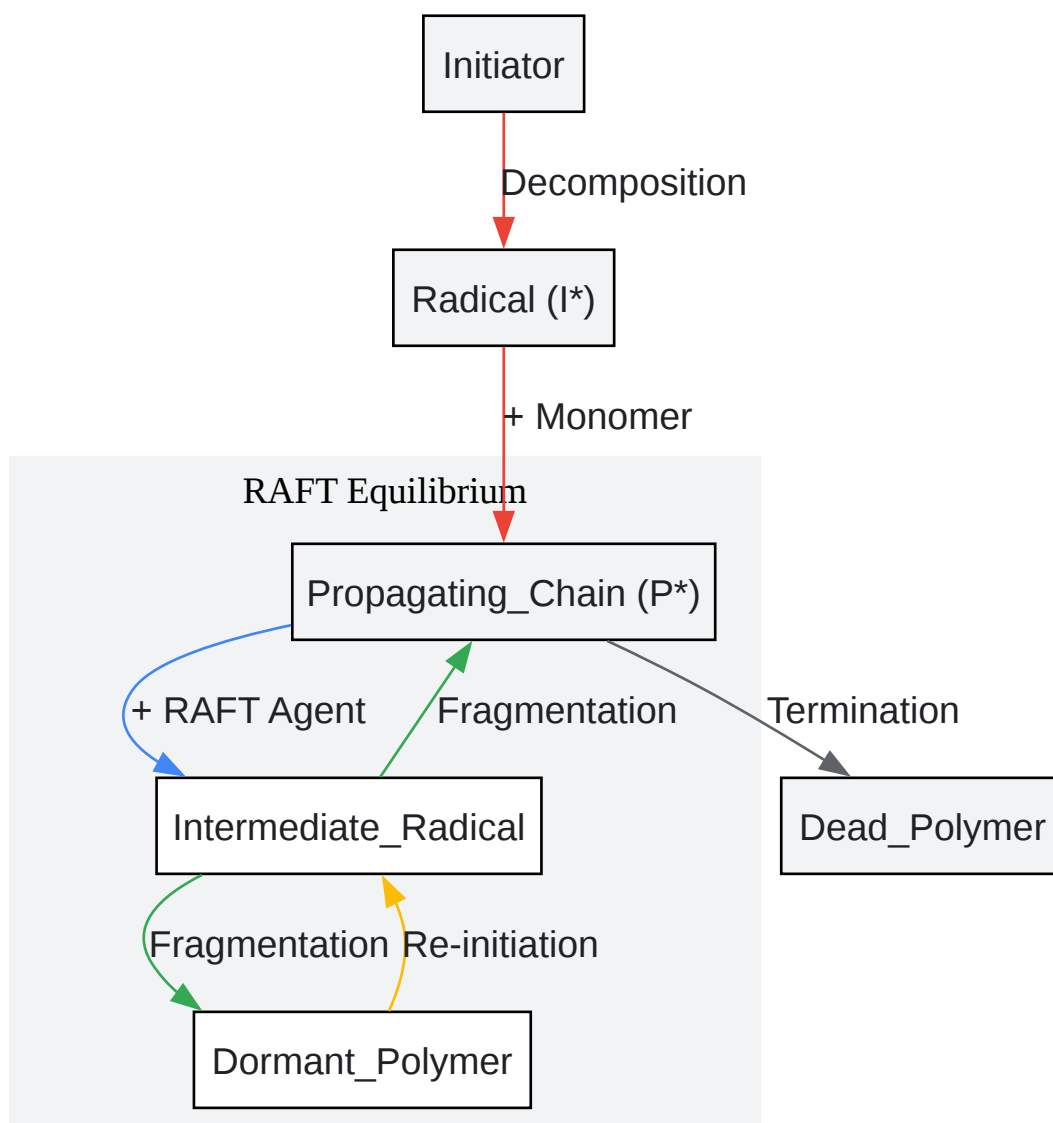 Initiator
Decomposition
Radical (I*)
+ Monomer
RAFT Equilibrium
Propagating_Chain (P*)
+ RAFT Agent
Fragmentation
Termination
Intermediate_Radical
Dead_Polymer
Fragmentation
Re-initiation
Dormant_Polymer